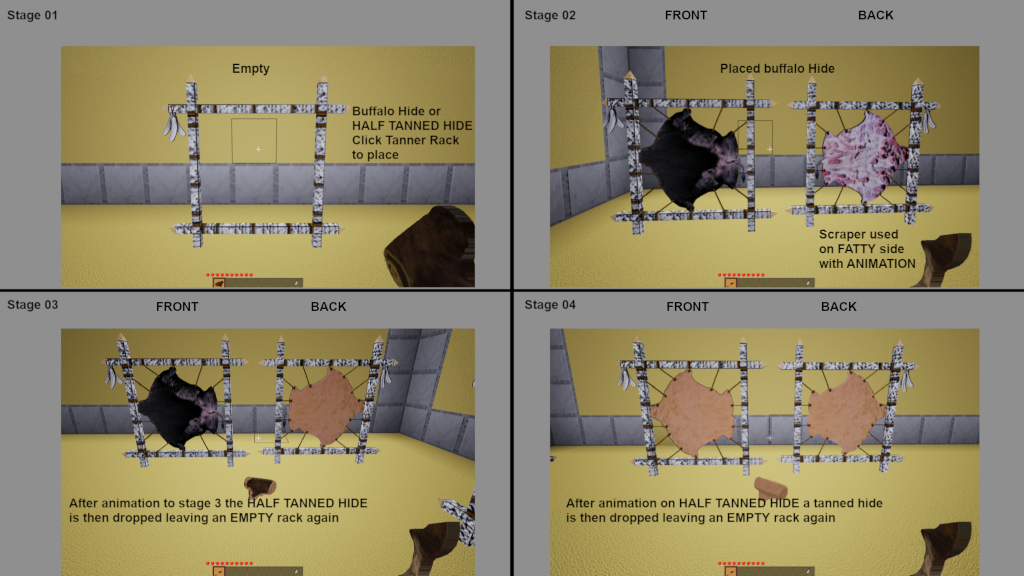 Stage 01
Empty
Buffalo Hide or
HALF TANNED HIDE
Click Tanner Rack
to place
Stage 02
FRONT
BACK
Placed buffalo Hide
Scraper used
on FATTY side
with ANIMATION
Stage 03
FRONT
BACK
After animation to stage 3 the HALF TANNED HIDE
is then dropped leaving an EMPTY rack again
Stage 04
FRONT
BACK
After animation on HALF TANNED HIDE a tanned hide
is then dropped leaving an EMPTY rack again